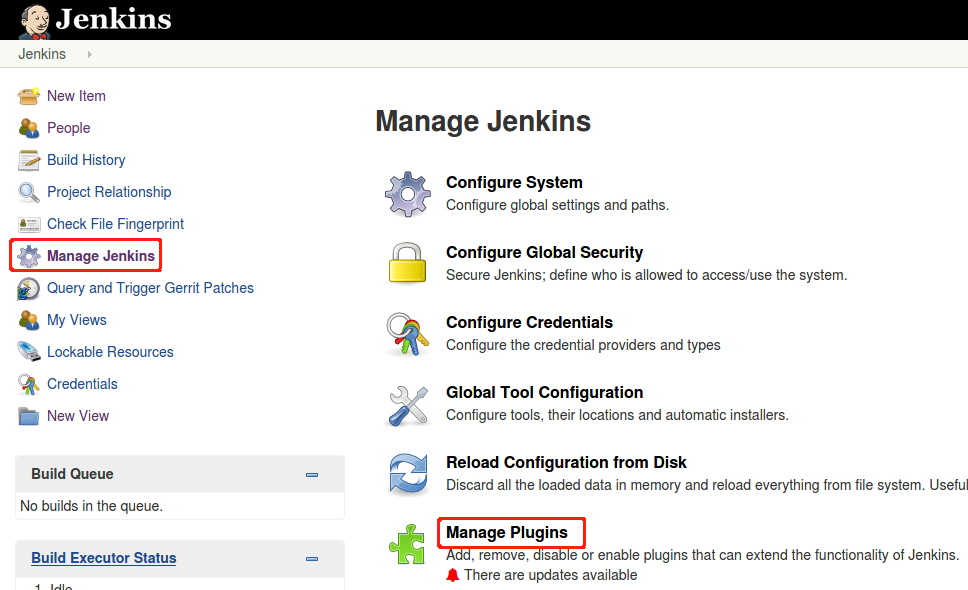 Jenkins
Jenkins
New Item
People
Build History
Project Relationship
Check File Fingerprint
Manage Jenkins
Query and Trigger Gerrit Patches
My Views
Lockable Resources
Credentials
New View
Build Queue
No builds in the queue.
Build Executor Status
1 Idle
Manage Jenkins
Configure System
Configure global settings and paths.
Configure Global Security
Secure Jenkins; define who is allowed to access/use the system.
Configure Credentials
Configure the credential providers and types
Global Tool Configuration
Configure tools, their locations and automatic installers.
Reload Configuration from Disk
Discard all the loaded data in memory and reload everything from file system. Useful
Manage Plugins
Add, remove, disable or enable plugins that can extend the functionality of Jenkins.
There are updates available